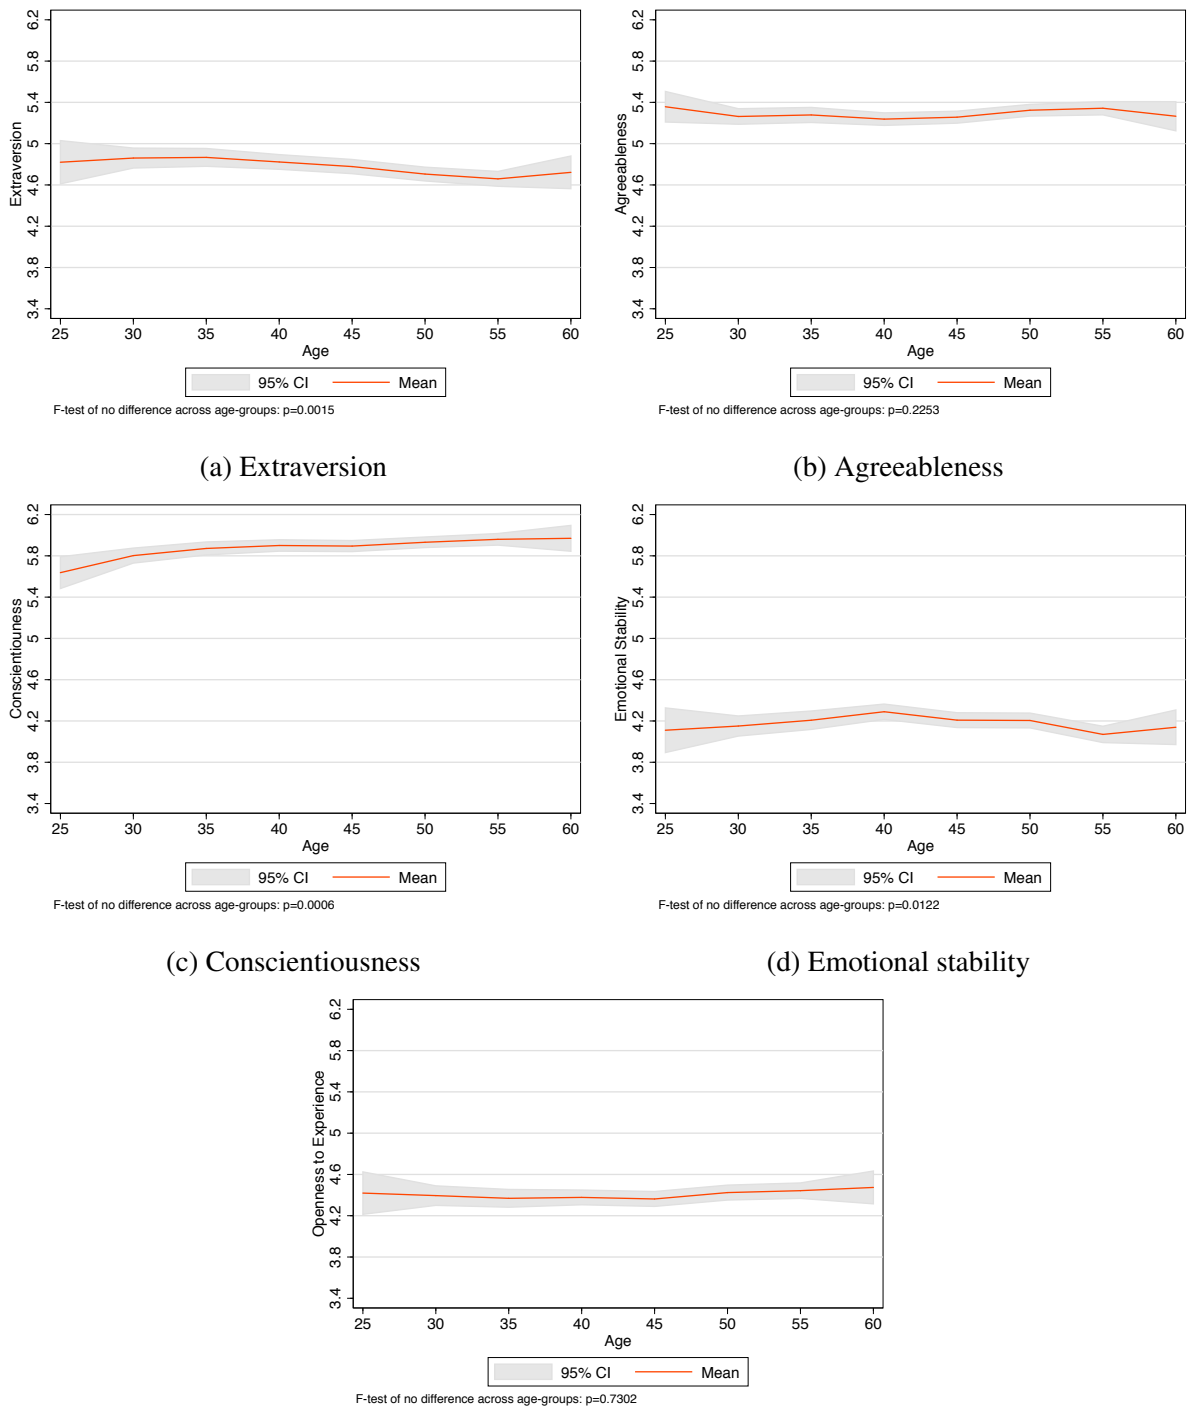 6.2
5.8
5.4
5
4.6
4.2
3.8
3.4
Extraversion
25 30 35 40 45 50 55 60
Age
95% CI Mean
F-test of no difference across age-groups: p=0.0015
(a) Extraversion
6.2
5.8
5.4
5
4.6
4.2
3.8
3.4
Agreeableness
25 30 35 40 45 50 55 60
Age
95% CI Mean
F-test of no difference across age-groups: p=0.2253
(b) Agreeableness
6.2
5.8
5.4
5
4.6
4.2
3.8
3.4
Conscientiouness
25 30 35 40 45 50 55 60
Age
95% CI Mean
F-test of no difference across age-groups: p=0.0006
(c) Conscientiousness
6.2
5.8
5.4
5
4.6
4.2
3.8
3.4
Emotional Stability
25 30 35 40 45 50 55 60
Age
95% CI Mean
F-test of no difference across age-groups: p=0.0122
(d) Emotional stability
6.2
5.8
5.4
5
4.6
4.2
3.8
3.4
Openness to Experience
25 30 35 40 45 50 55 60
Age
95% CI Mean
F-test of no difference across age-groups: p=0.7302